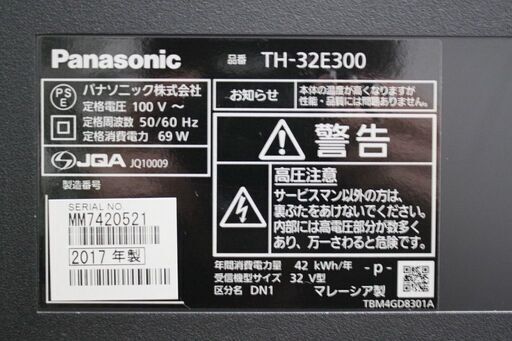 Panasonic 品番 TH-32E300
PS
E
パナソニック株式会社
定格電圧 100 V ～
定格周波数 50/60 Hz
定格消費電力 69 W
JQA JQ10009
製造番号
SERIAL NO.
MM7420521
2017 年製
お知らせ
本体の温度が高くなりますが
性能・品質には問題ありません
警告
高圧注意
サービスマン以外の方は、
裏ぶたをあけないでください。
内部には高電圧部分が数多く
あり、万一さわると危険です。
年間消費電力量 42 kWh/年
受信機型サイズ 32 V型
区分名 DN1 マレーシア製
-P-
TBM4GD8301A